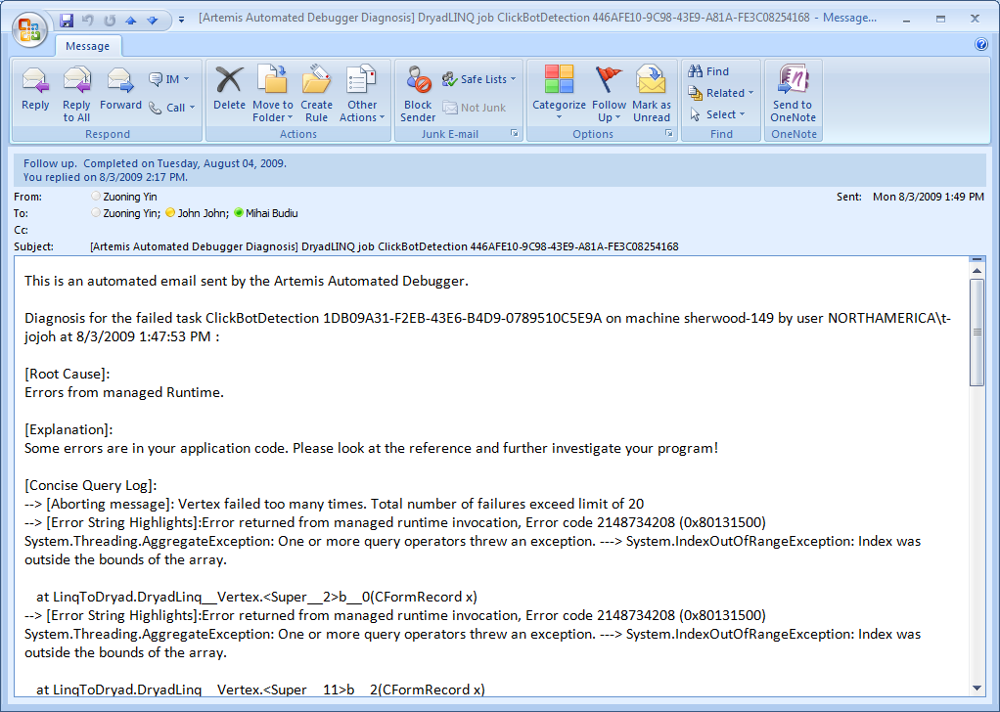 [Artemis Automated Debugger Diagnosis] DryadLINQ job ClickBotDetection 446AFE10-9C98-43E9-A81A-FE3C08254168 - Message...
Message
Reply
Reply to All
Forward
IM
Call
Respond
Delete
Move to Folder
Create Rule
Other Actions
Actions
Block Sender
Safe Lists
Not Junk
Junk E-mail
Categorize
Follow Up
Mark as Unread
Options
Find
Related
Select
Find
Send to OneNote
OneNote
Follow up.  Completed on Tuesday, August 04, 2009.
You replied on 8/3/2009 2:17 PM.
From: Zuoning Yin Sent: Mon 8/3/2009 1:49 PM
To: Zuoning Yin; John John; Mihai Budiu
Cc:
Subject: [Artemis Automated Debugger Diagnosis] DryadLINQ job ClickBotDetection 446AFE10-9C98-43E9-A81A-FE3C08254168
This is an automated email sent by the Artemis Automated Debugger.
Diagnosis for the failed task ClickBotDetection 1DB09A31-F2EB-43E6-B4D9-0789510C5E9A on machine sherwood-149 by user NORTHAMERICA\t-
jojoh at 8/3/2009 1:47:53 PM :
[Root Cause]:
Errors from managed Runtime.
[Explanation]:
Some errors are in your application code. Please look at the reference and further investigate your program!
[Concise Query Log]:
--> [Aborting message]: Vertex failed too many times. Total number of failures exceed limit of 20
--> [Error String Highlights]:Error returned from managed runtime invocation, Error code 2148734208 (0x80131500)
System.Threading.AggregateException: One or more query operators threw an exception. ---> System.IndexOutOfRangeException: Index was
outside the bounds of the array.
at LinqToDryad.DryadLinq__Vertex.<Super__2>b__0(CFormRecord x)
--> [Error String Highlights]:Error returned from managed runtime invocation, Error code 2148734208 (0x80131500)
System.Threading.AggregateException: One or more query operators threw an exception. ---> System.IndexOutOfRangeException: Index was
outside the bounds of the array.
at LinqToDryad.DryadLinq__Vertex.<Super__11>b__2(CFormRecord x)